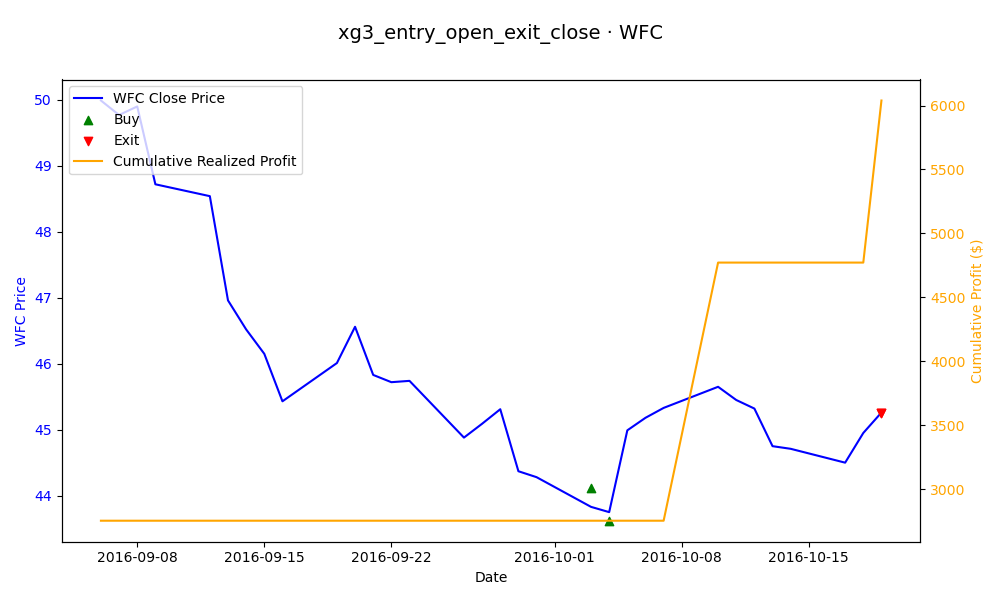 xg3_entry_open_exit_close · WFC
WFC Close Price
Buy
Exit
Cumulative Realized Profit
50
49
48
47
46
45
44
WFC Price
6000
5500
5000
4500
4000
3500
3000
Cumulative Profit ($)
2016-09-08
2016-09-15
2016-09-22
2016-10-01
2016-10-08
2016-10-15
Date